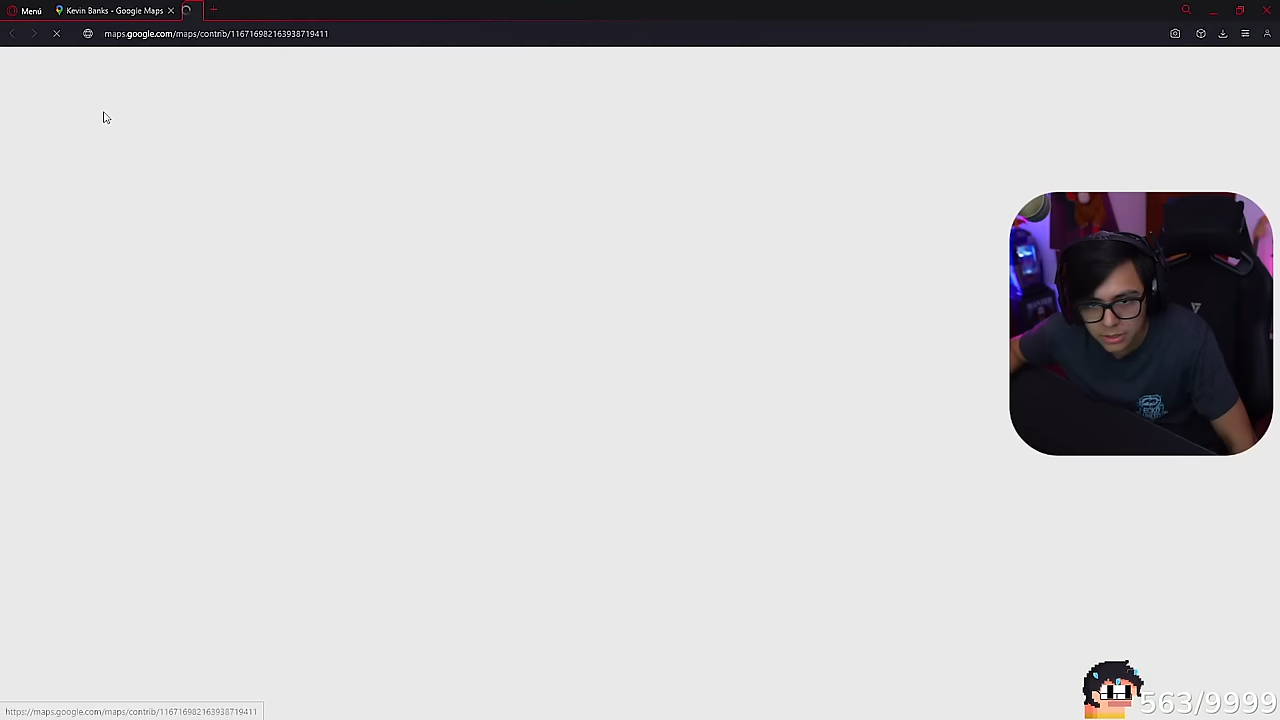 Menú
Kevin Banks - Google Maps
maps.google.com/maps/contrib/116716982163938719411
ECKO
https://maps.google.com/maps/contrib/116716982163938719411
563/9999